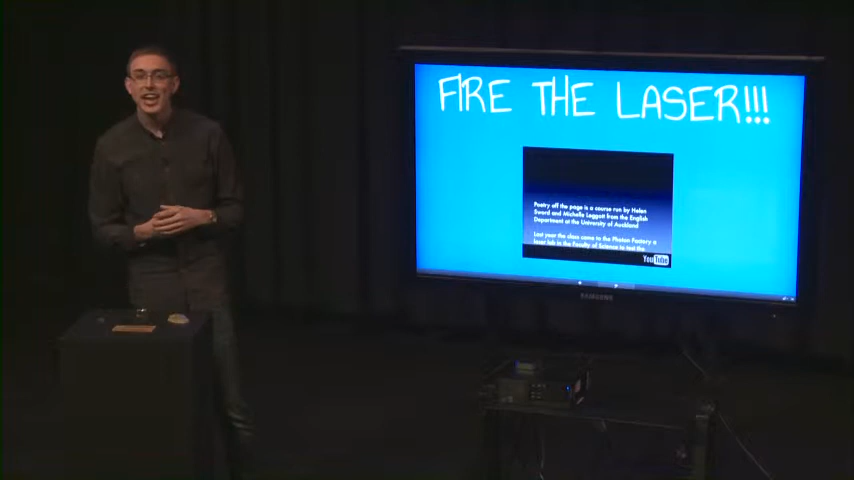 FIRE THE LASER!!!
Poetry off the page is a course run by Helen
Sword and Michelle Leggott from the English
Department at the University of Auckland
Last year the class came to the Photon Factory a
laser lab in the Faculty of Science to test the
YouTube
SAMSUNG